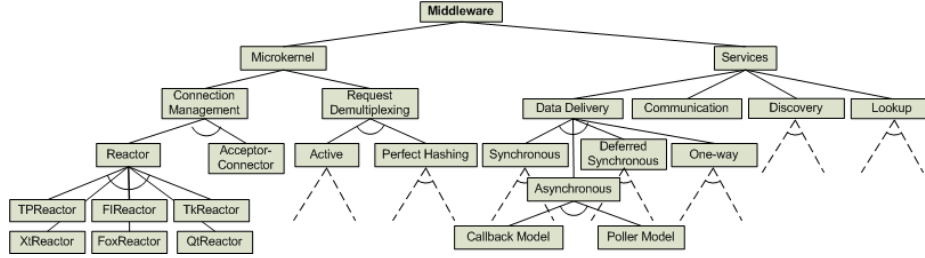 Middleware
Microkernel
Services
Connection
Management
Request
Demultiplexing
Data Delivery
Communication
Discovery
Lookup
Reactor
Acceptor-
Connector
Active
Perfect Hashing
Synchronous
Deferred
Synchronous
One-way
Asynchronous
TPReactor
FlReactor
TkReactor
XtReactor
FoxReactor
QtReactor
Callback Model
Poller Model